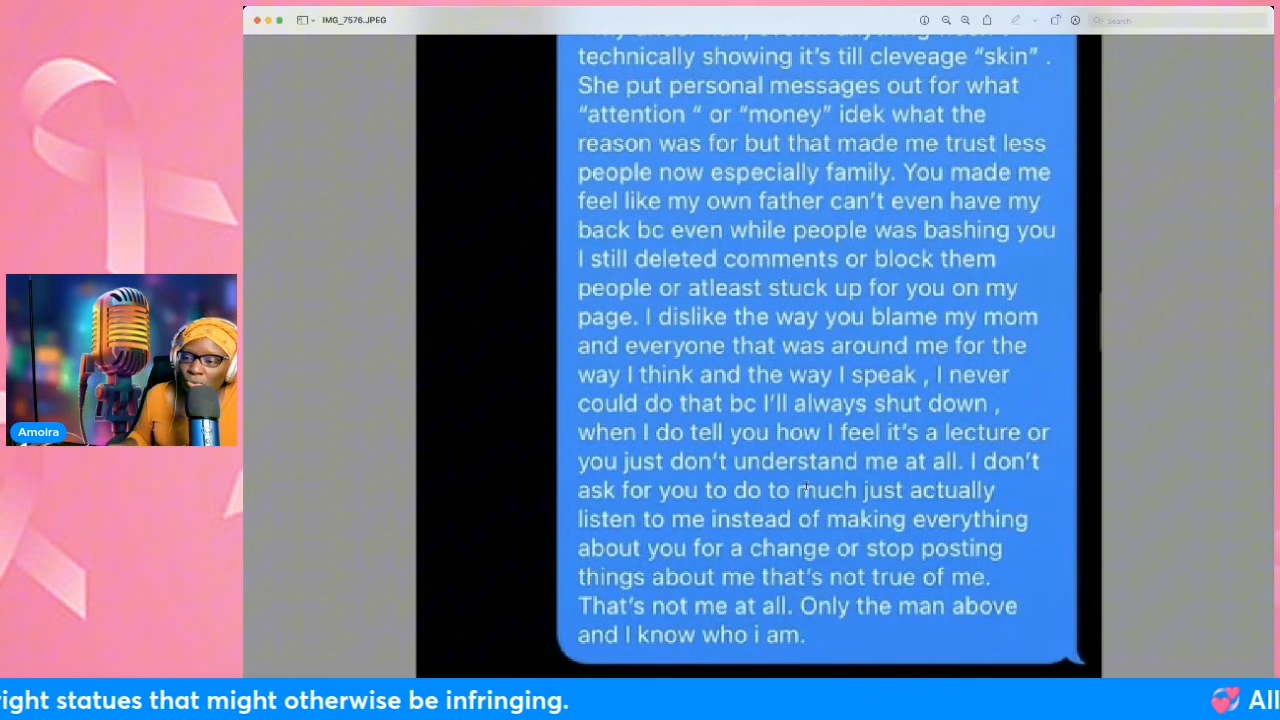 IMG_7576.JPEG
Search
technically showing it's till cleveage “skin” .
She put personal messages out for what
“attention “ or “money” idek what the
reason was for but that made me trust less
people now especially family. You made me
feel like my own father can't even have my
back bc even while people was bashing you
I still deleted comments or block them
people or atleast stuck up for you on my
page. I dislike the way you blame my mom
and everyone that was around me for the
way I think and the way I speak , I never
could do that bc I'll always shut down ,
when I do tell you how I feel it's a lecture or
you just don't understand me at all. I don't
ask for you to do to much just actually
listen to me instead of making everything
about you for a change or stop posting
things about me that's not true of me.
That's not me at all. Only the man above
and I know who i am.
Amoira
right statues that might otherwise be infringing.
💞 All